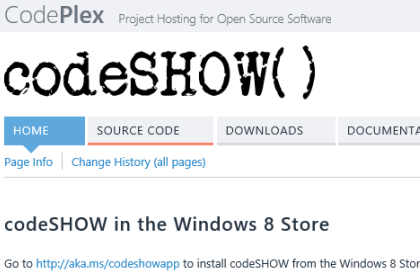 CodePlex Project Hosting for Open Source Software
codeSHOW()
HOME SOURCE CODE DOWNLOADS DOCUMENTA
Page Info Change History (all pages)
codeSHOW in the Windows 8 Store
Go to http://aka.ms/codeshowapp to install codeSHOW from the Windows 8 Stor